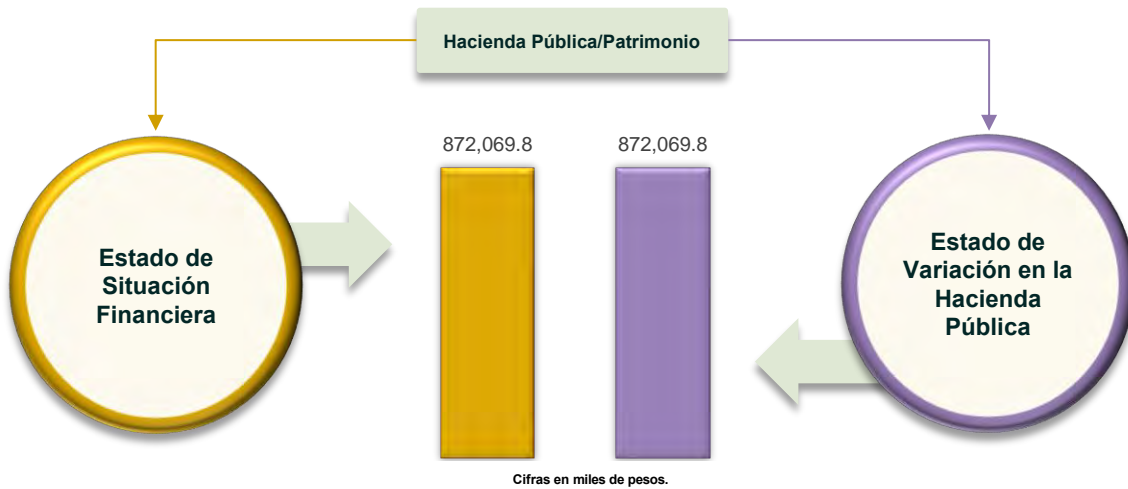 Hacienda Pública/Patrimonio
872,069.8
872,069.8
Estado de
Situación
Financiera
Estado de
Variación en la
Hacienda
Pública
Cifras en miles de pesos.